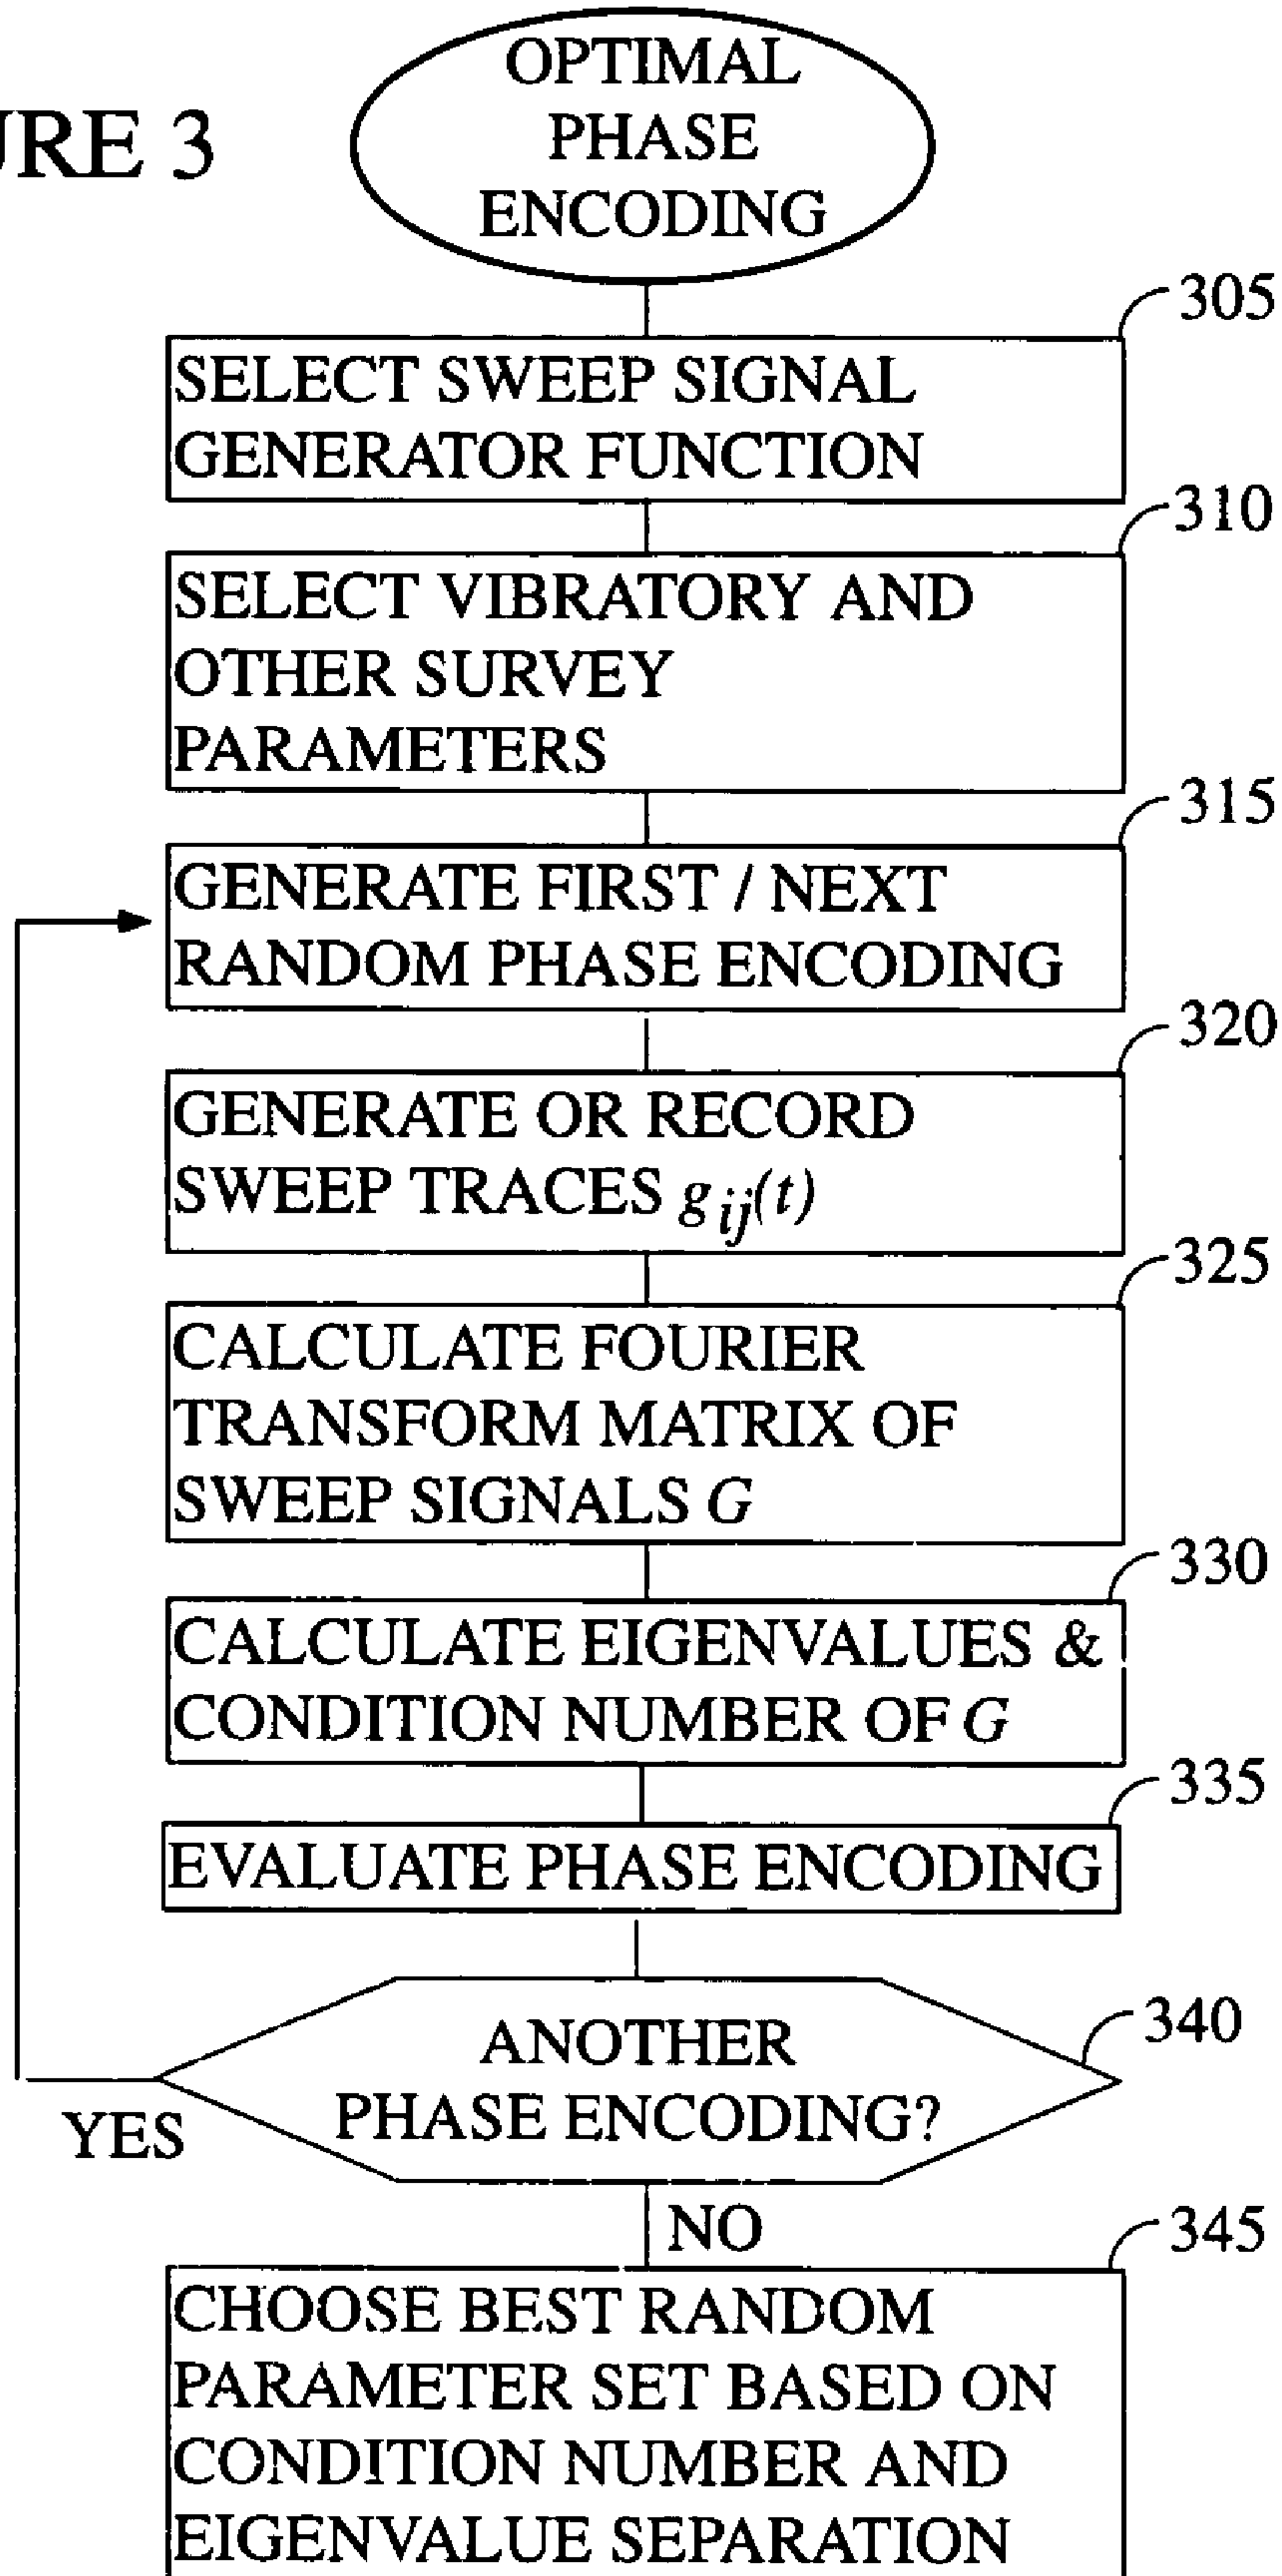 URE 3
OPTIMAL
PHASE
ENCODING
305
SELECT SWEEP SIGNAL
GENERATOR FUNCTION
310
SELECT VIBRATORY AND
OTHER SURVEY
PARAMETERS
315
GENERATE FIRST / NEXT
RANDOM PHASE ENCODING
320
GENERATE OR RECORD
SWEEP TRACES gij(t)
325
CALCULATE FOURIER
TRANSFORM MATRIX OF
SWEEP SIGNALS G
330
CALCULATE EIGENVALUES &
CONDITION NUMBER OF G
335
EVALUATE PHASE ENCODING
340
ANOTHER
PHASE ENCODING?
YES
NO
345
CHOOSE BEST RANDOM
PARAMETER SET BASED ON
CONDITION NUMBER AND
EIGENVALUE SEPARATION